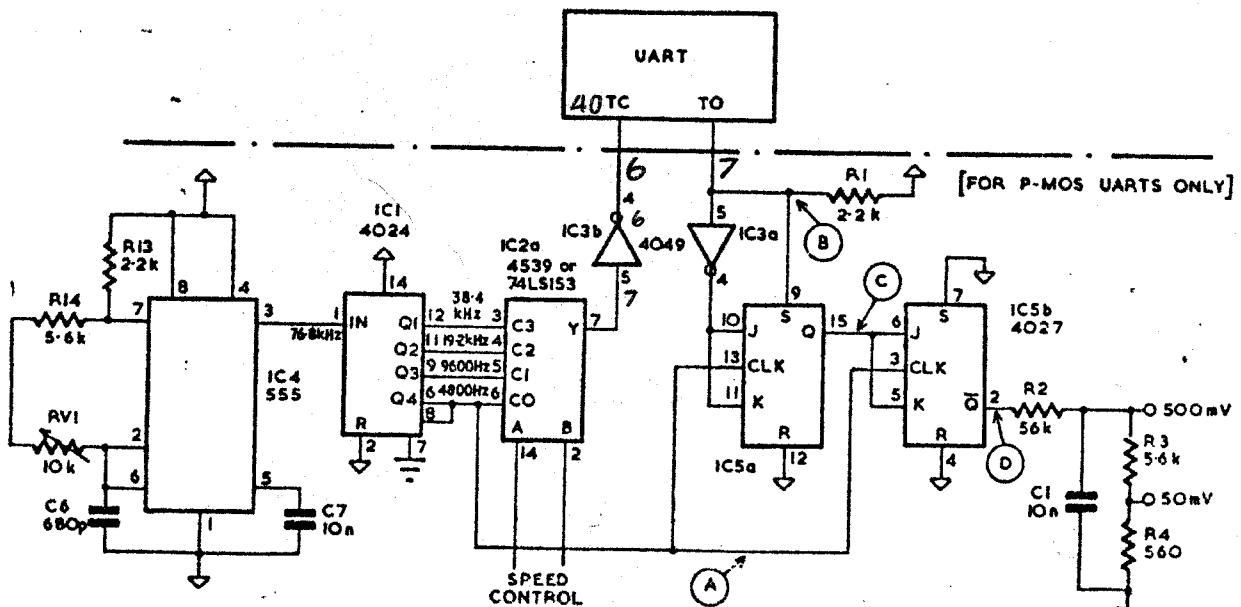 UART
40 TC TO
6 7
[FOR P-MOS UARTS ONLY]
R1
2·2k
B
4
6
IC3b
4049
5
7
5
IC3a
4
IC1
4024
14
IC2a
4539 or
74LS153
R13
2·2k
8 4
7 3
R14
5·6k
IC4
555
RV1
10k
2
6
5
1
C6
680p
C7
10n
76·8kHz
1 IN
Q1 12 38·4 kHz 3 C3
Q2 11 19·2kHz 4 C2
Q3 9 9600Hz 5 C1
Q4 6 4800Hz 6 C0
8
R
2 7
Y 7
A B
14 2
SPEED
CONTROL
A
9
S
10 J Q 15
13 CLK
11 K
R
12
IC5a
C
7
S
IC5b
4027
6 J
3 CLK
5 K
Q 2
R
4
D
R2
56k
500mV
R3
5·6k
C1
10n
50mV
R4
560